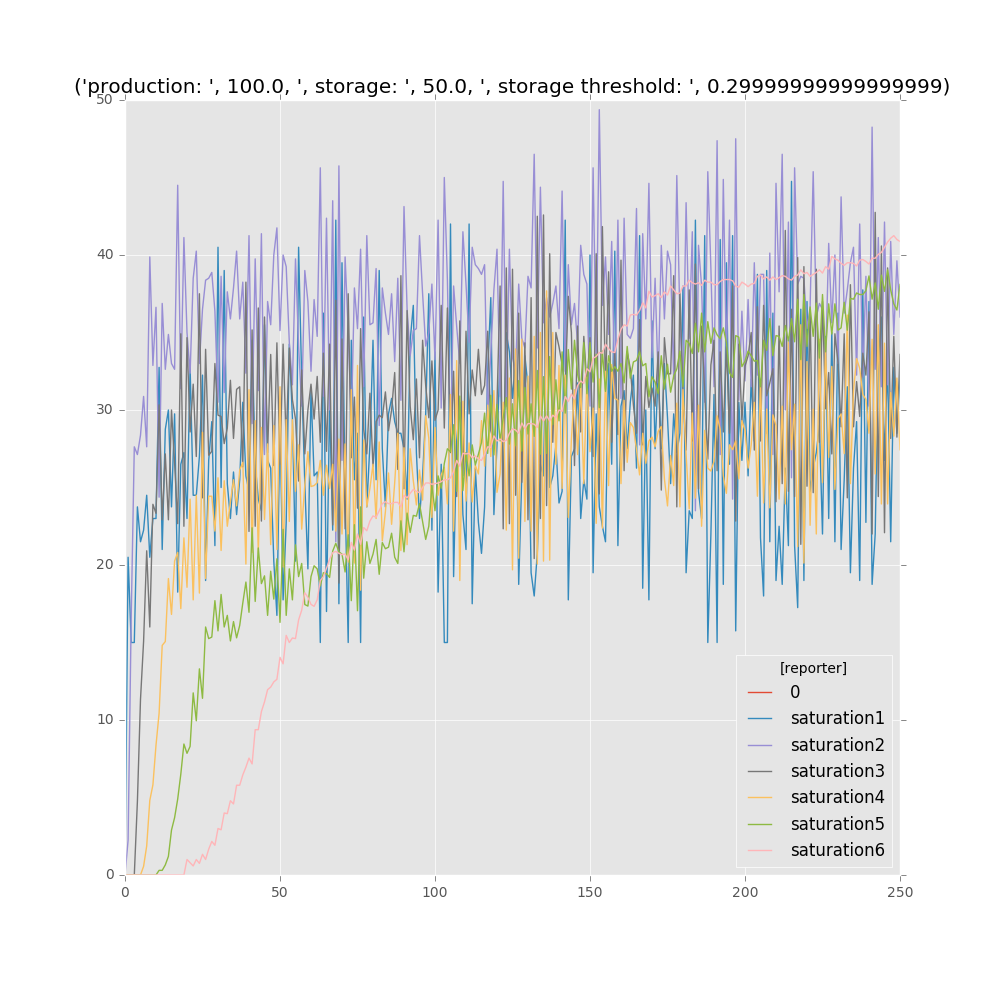 ('production: ', 100.0, ', storage: ', 50.0, ', storage threshold: ', 0.29999999999999999)
50
40
30
20
10
0
0 50 100 150 200 250
[reporter]
0
saturation1
saturation2
saturation3
saturation4
saturation5
saturation6